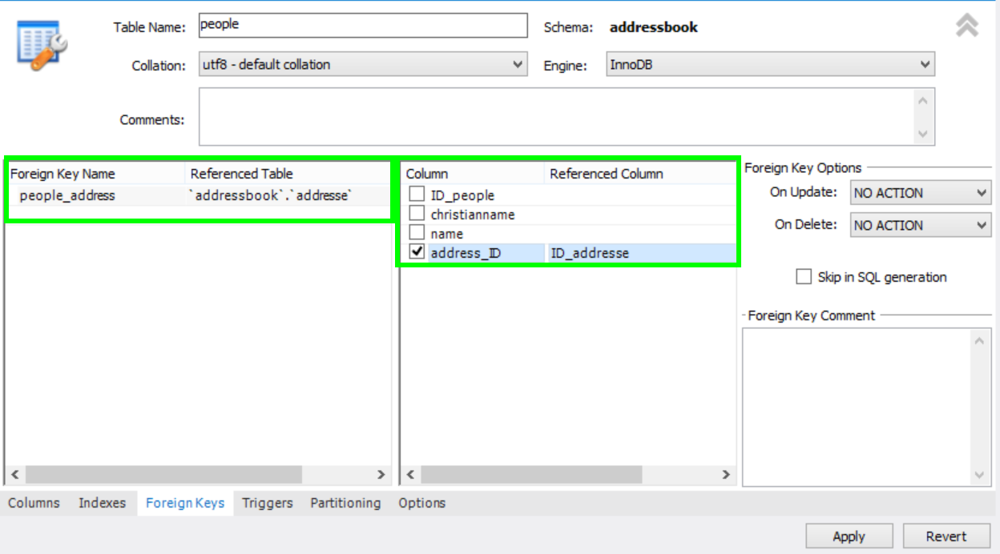 Table Name: people Schema: addressbook
Collation: utf8 - default collation Engine: InnoDB
Comments:
Foreign Key Name Referenced Table
people_address `addressbook`.`addresse`
Column Referenced Column
ID_people
christianname
name
address_ID ID_addresse
Foreign Key Options
On Update: NO ACTION
On Delete: NO ACTION
Skip in SQL generation
Foreign Key Comment
Columns Indexes Foreign Keys Triggers Partitioning Options
Apply Revert